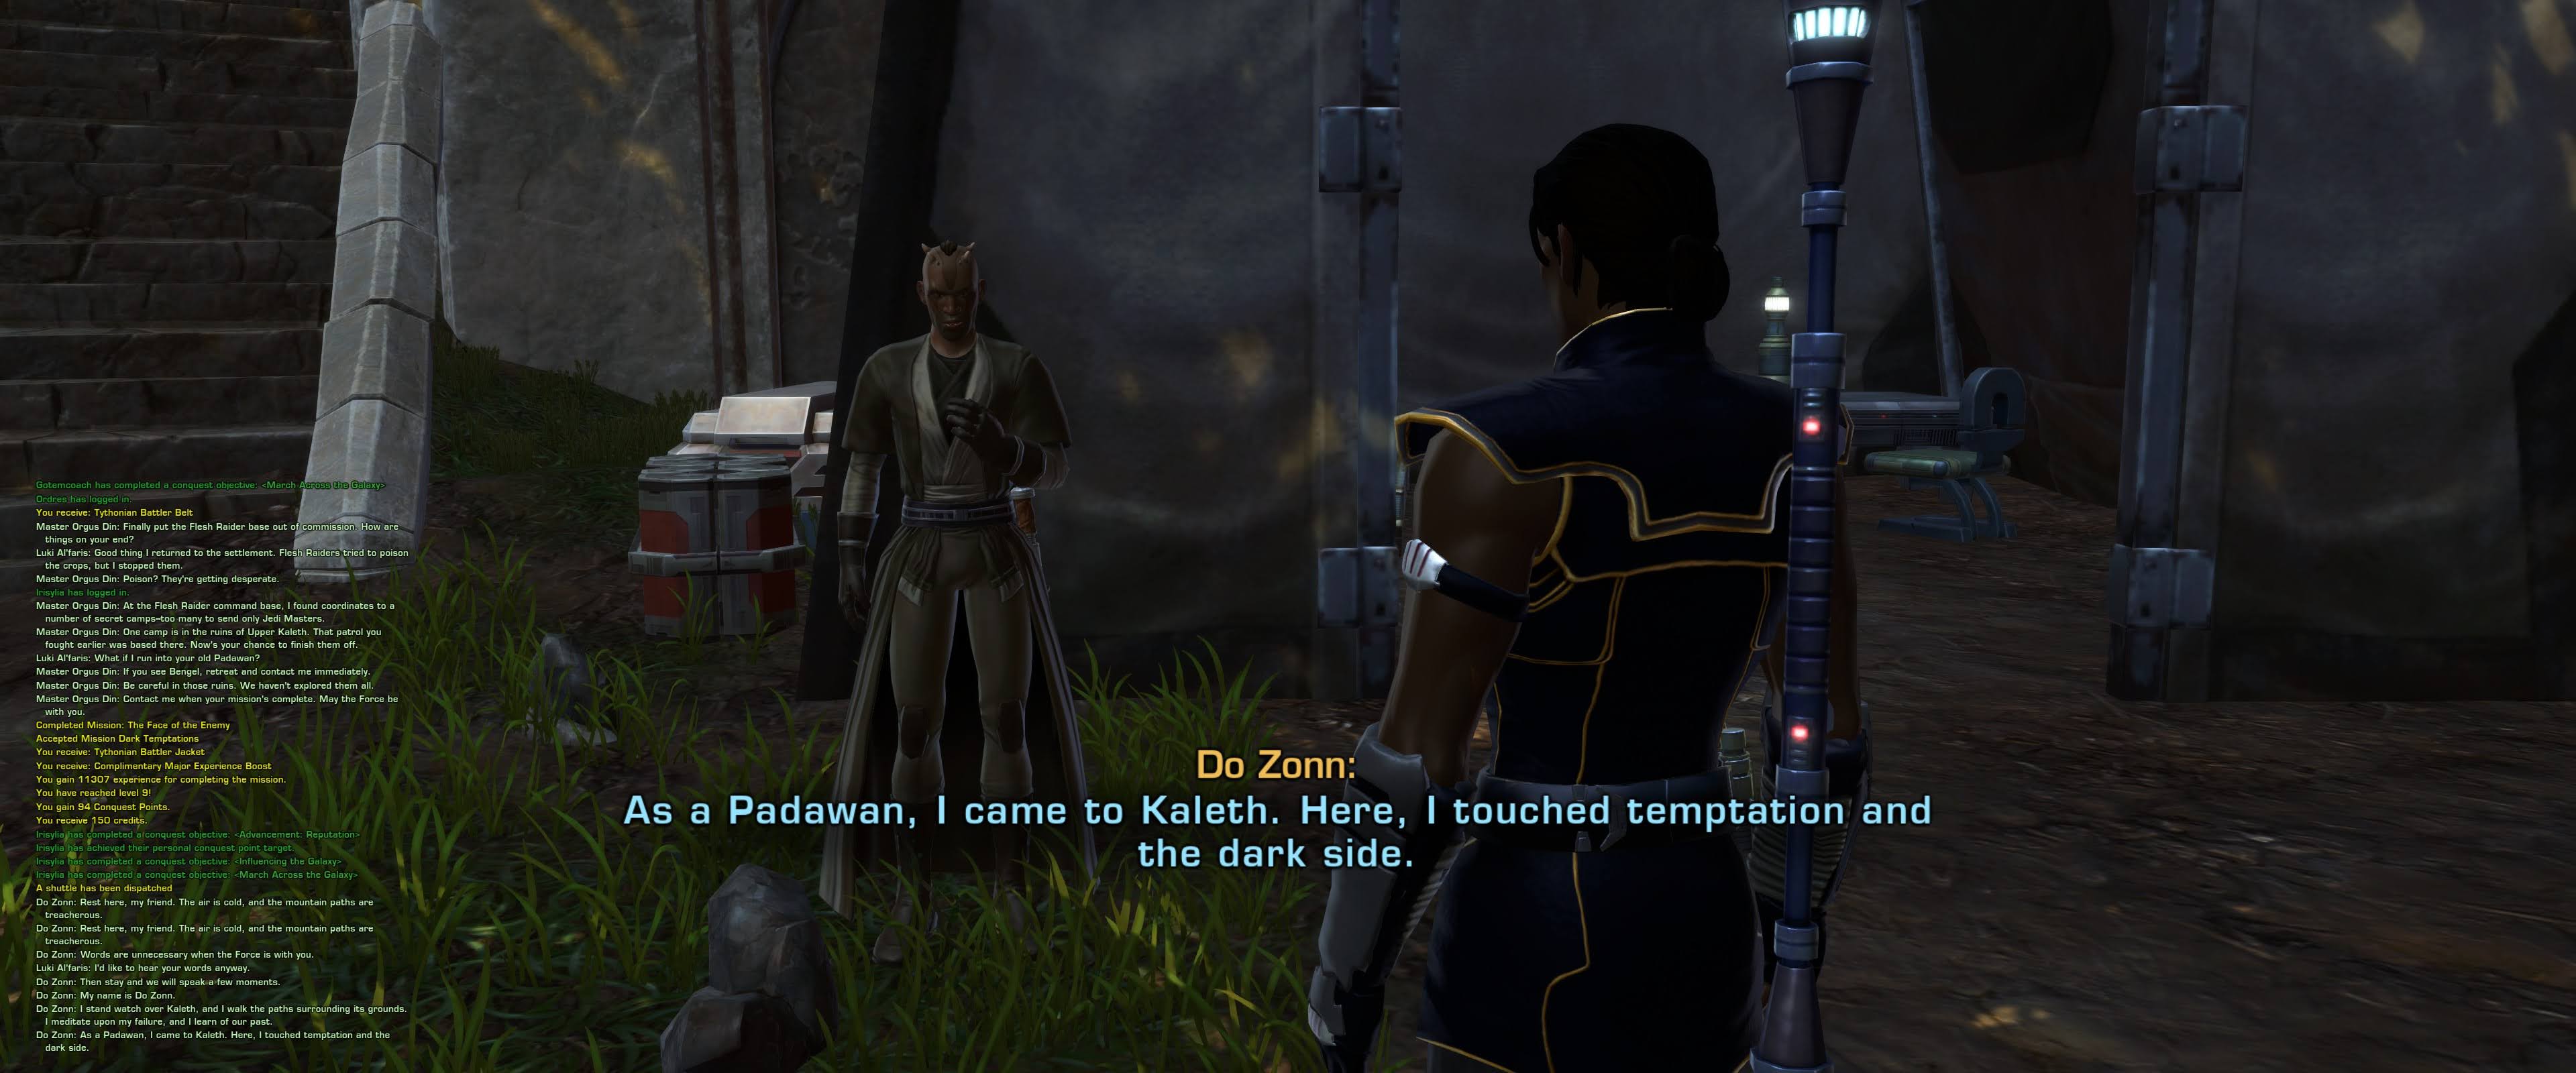 Gotemcoach has completed a conquest objective: <March Across the Galaxy>
Ordres has logged in.
You receive: Tythonian Battler Belt
Master Orgus Din: Finally put the Flesh Raider base out of commission. How are
things on your end?
Luki Al'faris: Good thing I returned to the settlement. Flesh Raiders tried to poison
the crops, but I stopped them.
Master Orgus Din: Poison? They're getting desperate.
Irisylia has logged in.
Master Orgus Din: At the Flesh Raider command base, I found coordinates to a
number of secret camps–too many to send only Jedi Masters.
Master Orgus Din: One camp is in the ruins of Upper Kaleth. That patrol you
fought earlier was based there. Now's your chance to finish them off.
Luki Al'faris: What if I run into your old Padawan?
Master Orgus Din: If you see Bengel, retreat and contact me immediately.
Master Orgus Din: Be careful in those ruins. We haven't explored them all.
Master Orgus Din: Contact me when your mission's complete. May the Force be
with you.
Completed Mission: The Face of the Enemy
Accepted Mission Dark Temptations
You receive: Tythonian Battler Jacket
You receive: Complimentary Major Experience Boost
You gain 11307 experience for completing the mission.
You have reached level 9!
You gain 94 Conquest Points.
You receive 150 credits.
Irisylia has completed a conquest objective: <Advancement: Reputation>
Irisylia has achieved their personal conquest point target.
Irisylia has completed a conquest objective: <Influencing the Galaxy>
Irisylia has completed a conquest objective: <March Across the Galaxy>
A shuttle has been dispatched
Do Zonn: Rest here, my friend. The air is cold, and the mountain paths are
treacherous.
Do Zonn: Rest here, my friend. The air is cold, and the mountain paths are
treacherous.
Do Zonn: Words are unnecessary when the Force is with you.
Luki Al'faris: I'd like to hear your words anyway.
Do Zonn: Then stay and we will speak a few moments.
Do Zonn: My name is Do Zonn.
Do Zonn: I stand watch over Kaleth, and I walk the paths surrounding its grounds.
I meditate upon my failure, and I learn of our past.
Do Zonn: As a Padawan, I came to Kaleth. Here, I touched temptation and the
dark side.
Do Zonn:
As a Padawan, I came to Kaleth. Here, I touched temptation and
the dark side.